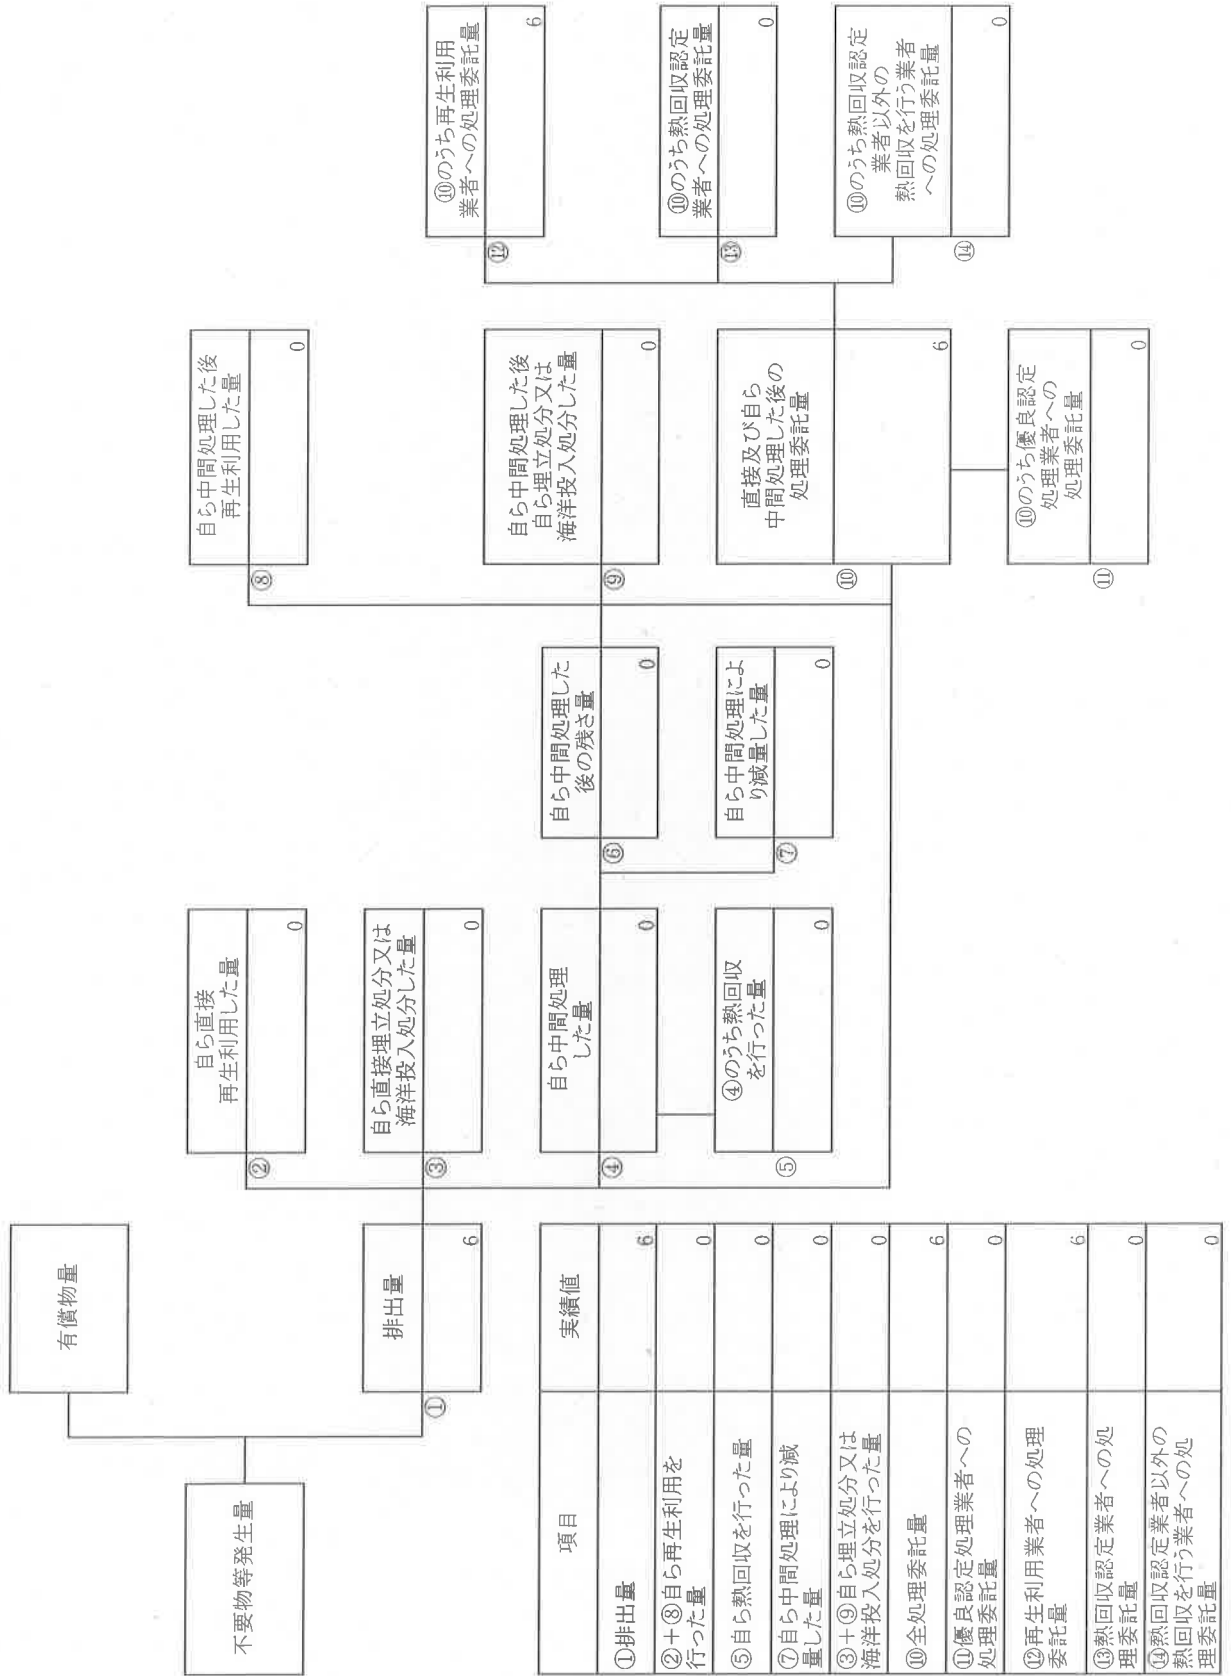 不要物等発生量
有償物量
排出量
①
6
自ら直接
再生利用した量
②
0
自ら直接埋立処分又は
海洋投入処分した量
③
0
自ら中間処理
した量
④
0
④のうち熱回収
を行った量
⑤
0
自ら中間処理した
後の残さ量
⑥
0
自ら中間処理によ
り減量した量
⑦
0
自ら中間処理した後
再生利用した量
⑧
0
自ら中間処理した後
自ら埋立処分又は
海洋投入処分した量
⑨
0
直接及び自ら
中間処理した後の
処理委託量
⑩
6
⑩のうち優良認定
処理業者への
処理委託量
⑪
0
⑩のうち再生利用
業者への処理委託量
⑫
6
⑩のうち熱回収認定
業者への処理委託量
⑬
0
⑩のうち熱回収認定
業者以外の
熱回収を行う業者
への処理委託量
⑭
0
項目 実績値
①排出量 6
②+⑧自ら再生利用を
行った量 0
⑤自ら熱回収を行った量 0
⑦自ら中間処理により減
量した量 0
③+⑨自ら埋立処分又は
海洋投入処分を行った量 0
⑩全処理委託量 6
⑪優良認定処理業者への
処理委託量 0
⑫再生利用業者への処理
委託量 6
⑬熱回収認定業者への処
理委託量 0
⑭熱回収認定業者以外の
熱回収を行う業者への処
理委託量 0